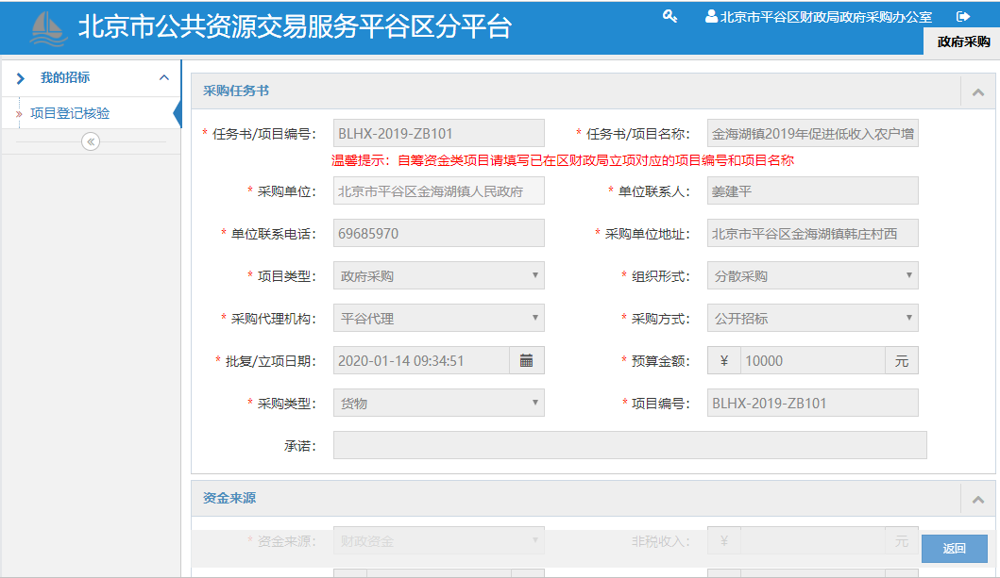 北京市公共资源交易服务平谷区分平台
北京市平谷区财政局政府采购办公室
政府采购
我的招标
» 项目登记核验
采购任务书
* 任务书/项目编号： BLHX-2019-ZB101 * 任务书/项目名称： 金海湖镇2019年促进低收入农户增
温馨提示：自筹资金类项目请填写已在区财政局立项对应的项目编号和项目名称
* 采购单位： 北京市平谷区金海湖镇人民政府 * 单位联系人： 姜建平
* 单位联系电话： 69685970 * 采购单位地址： 北京市平谷区金海湖镇韩庄村西
* 项目类型： 政府采购 * 组织形式： 分散采购
* 采购代理机构： 平谷代理 * 采购方式： 公开招标
* 批复/立项日期： 2020-01-14 09:34:51 * 预算金额： ¥ 10000 元
* 采购类型： 货物 * 项目编号： BLHX-2019-ZB101
承诺：
资金来源
* 资金来源： 财政资金 非税收入： ¥ 元
返回